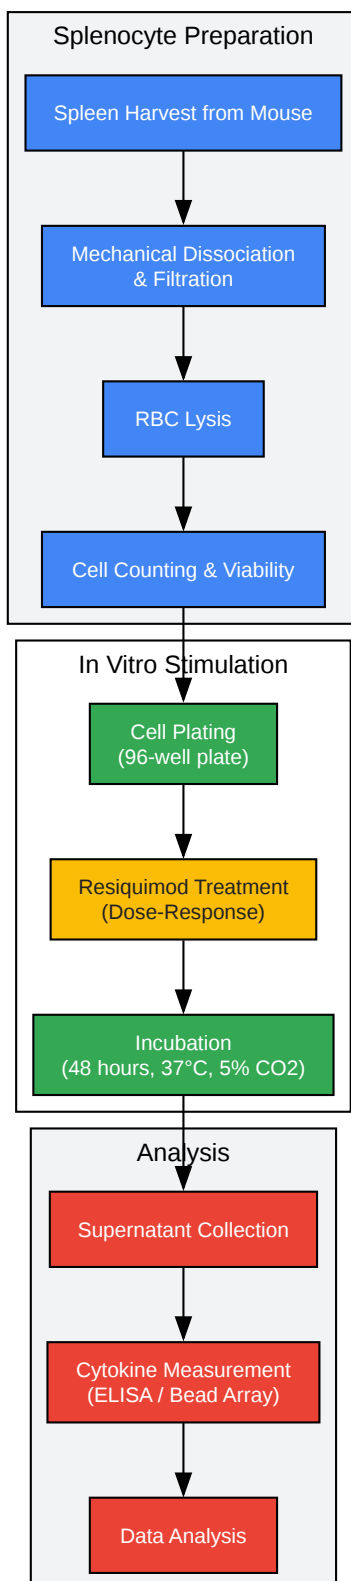 Splenocyte Preparation
Spleen Harvest from Mouse
Mechanical Dissociation
& Filtration
RBC Lysis
Cell Counting & Viability
In Vitro Stimulation
Cell Plating
(96-well plate)
Resiquimod Treatment
(Dose-Response)
Incubation
(48 hours, 37°C, 5% CO2)
Analysis
Supernatant Collection
Cytokine Measurement
(ELISA / Bead Array)
Data Analysis